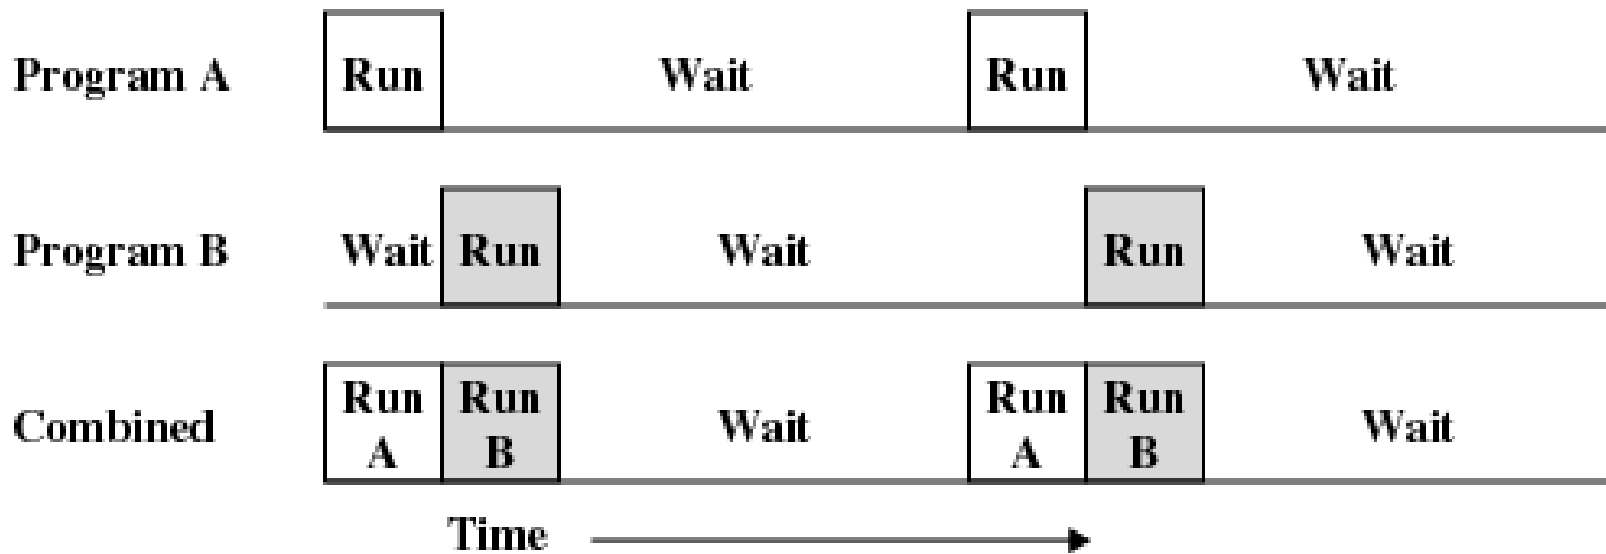 Program A Run Wait Run Wait
Program B Wait Run Wait Run Wait
Combined Run A Run B Wait Run A Run B Wait
Time